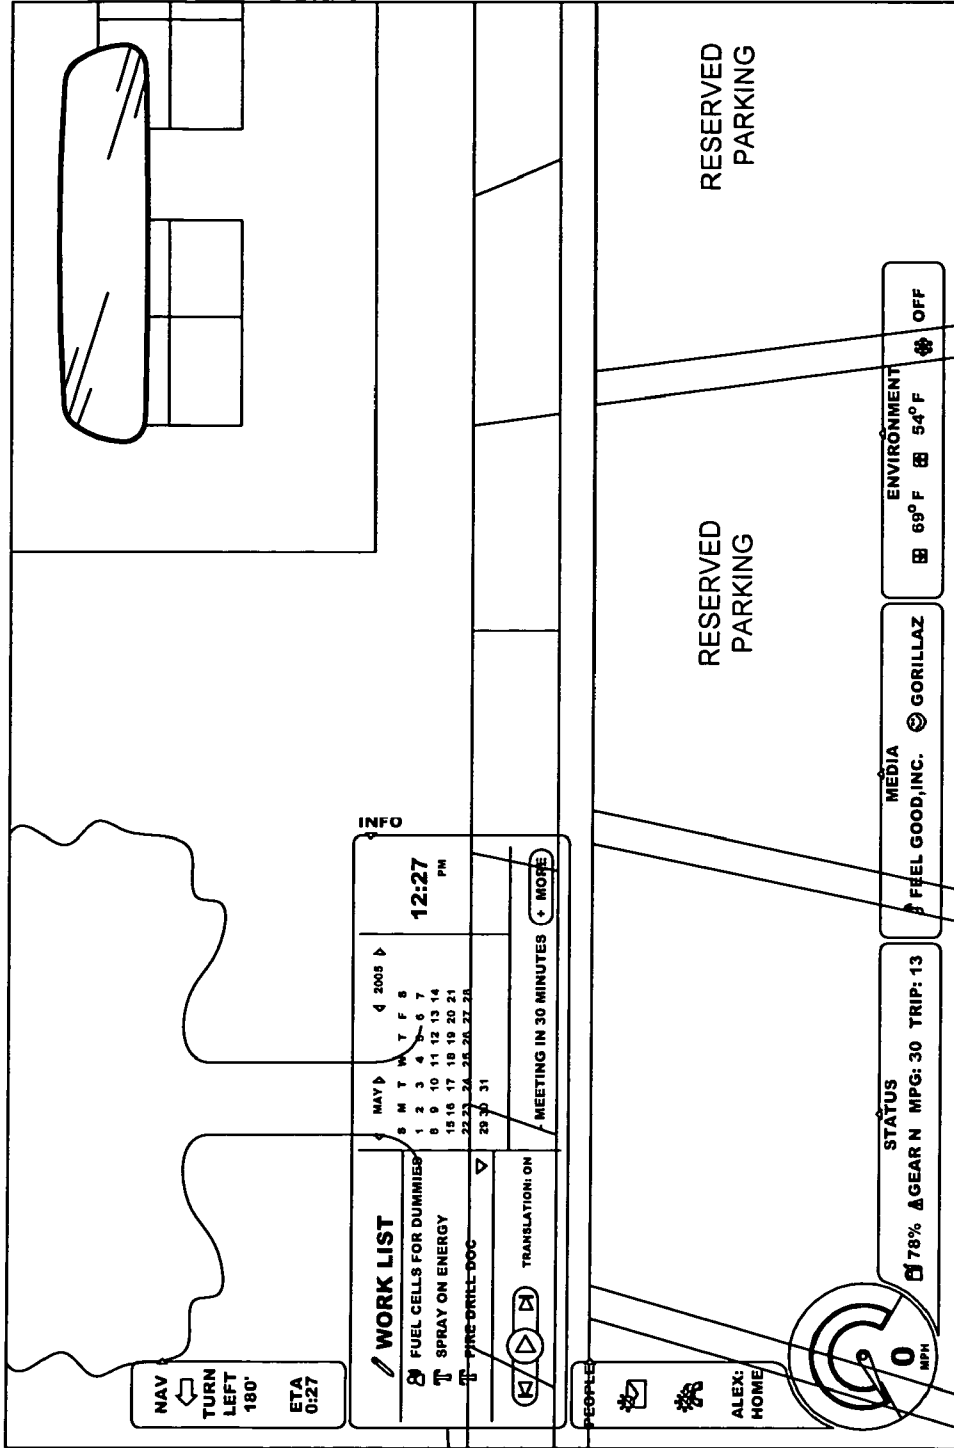 NAV
TURN
LEFT
180'
ETA
0:27
INFO
WORK LIST
FUEL CELLS FOR DUMMIES
SPRAY ON ENERGY
FIRE DRILL DOC
TRANSLATION: ON
MAY 2005
S M T W T F S
1 2 3 4 5 6 7
8 9 10 11 12 13 14
15 16 17 18 19 20 21
22 23 24 25 26 27 28
29 30 31
12:27
PM
- MEETING IN 30 MINUTES
+ MORE
PEOPLE
ALEX:
HOME
RESERVED
PARKING
RESERVED
PARKING
0
MPH
STATUS
78% GEAR N MPG: 30 TRIP: 13
MEDIA
FEEL GOOD,INC. GORILLAZ
ENVIRONMENT
69° F 54° F OFF